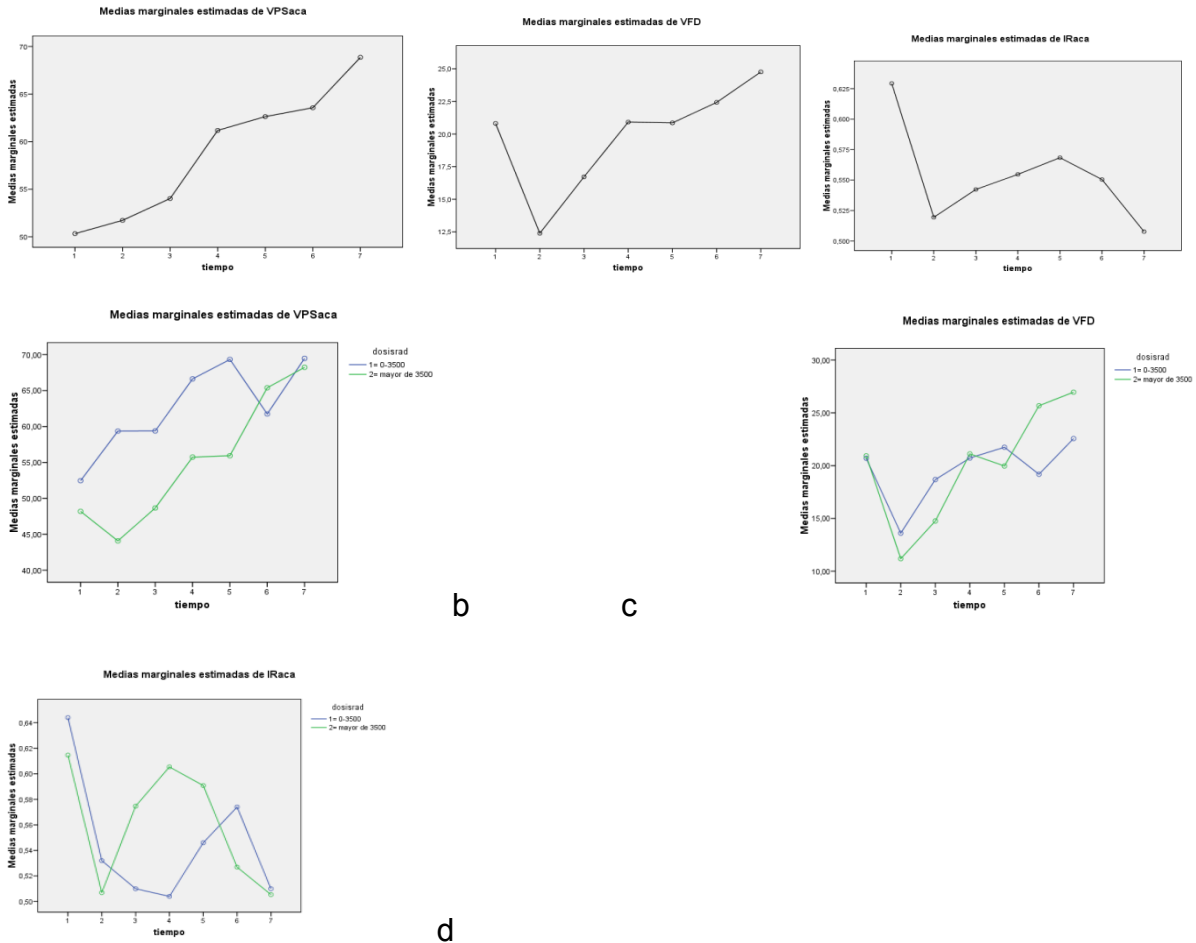 Medias marginales estimadas de VPSaca
Medias marginales estimadas
70
65
60
55
50
1 2 3 4 5 6 7
tiempo
Medias marginales estimadas de VFD
Medias marginales estimadas
25,0
22,5
20,0
17,5
15,0
12,5
1 2 3 4 5 6 7
tiempo
Medias marginales estimadas de IRaca
Medias marginales estimadas
0,625
0,600
0,575
0,550
0,525
0,500
1 2 3 4 5 6 7
tiempo
Medias marginales estimadas de VPSaca
Medias marginales estimadas
70,00
65,00
60,00
55,00
50,00
45,00
40,00
1 2 3 4 5 6 7
tiempo
dosisrad
1= 0-3500
2= mayor de 3500
b
c
Medias marginales estimadas de VFD
Medias marginales estimadas
30,00
25,00
20,00
15,00
10,00
1 2 3 4 5 6 7
tiempo
dosisrad
1= 0-3500
2= mayor de 3500
Medias marginales estimadas de IRaca
Medias marginales estimadas
0,64
0,62
0,60
0,58
0,56
0,54
0,52
0,50
1 2 3 4 5 6 7
tiempo
dosisrad
1= 0-3500
2= mayor de 3500
d